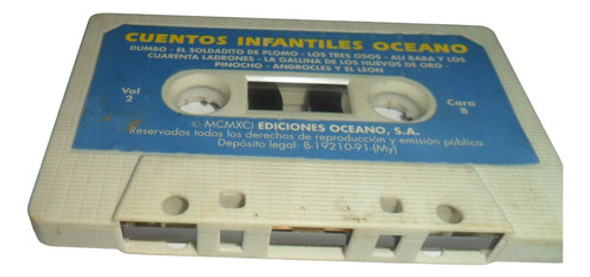 CUENTOS INFANTILES OCEANO
DUMBO - EL SOLDADITO DE PLOMO - LOS TRES OSOS - ALI BABA Y LOS
CUARENTA LADRONES - LA GALLINA DE LOS HUEVOS DE ORO -
PINOCHO - ANDROCLES Y EL LEON
Vol
2
Cara
B
© MCMXCI EDICIONES OCEANO, S.A.
Reservados todos los derechos de reproducción y emisión pública
Depósito legal: B-19210-91-(My)